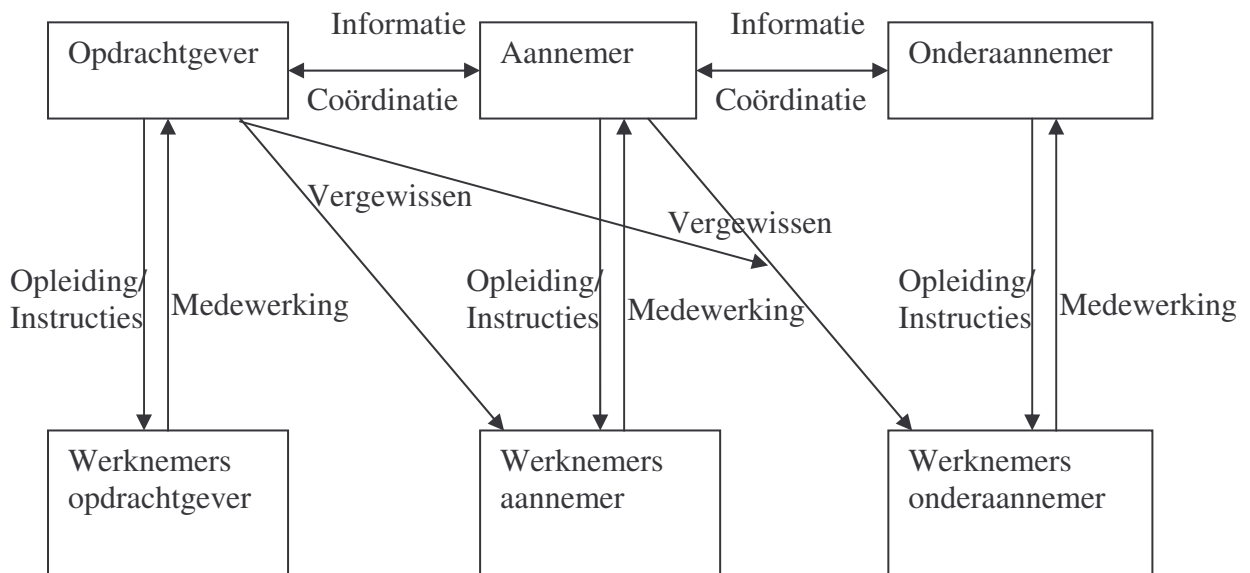 Informatie
Informatie
Opdrachtgever
Aannemer
Onderaannemer
Coördinatie
Coördinatie
Vergewissen
Vergewissen
Opleiding/
Instructies
Medewerking
Opleiding/
Instructies
Medewerking
Opleiding/
Instructies
Medewerking
Werknemers
opdrachtgever
Werknemers
aannemer
Werknemers
onderaannemer